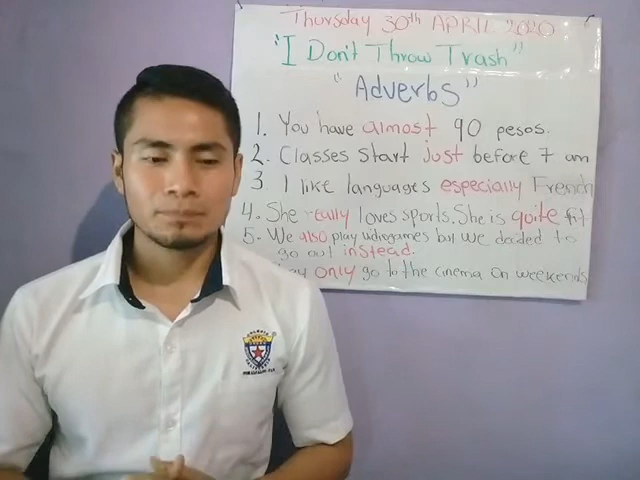 Thursday 30th APRIL 2020
"I Don't Throw Trash"
"Adverbs"
1. You have almost 90 pesos.
2. Classes start just before 7 am
3 I like languages especially French
4. She really loves sports. She is quite fit
5- We also play videogames but we decided to
go out instead.
only go to the cinema on weekends